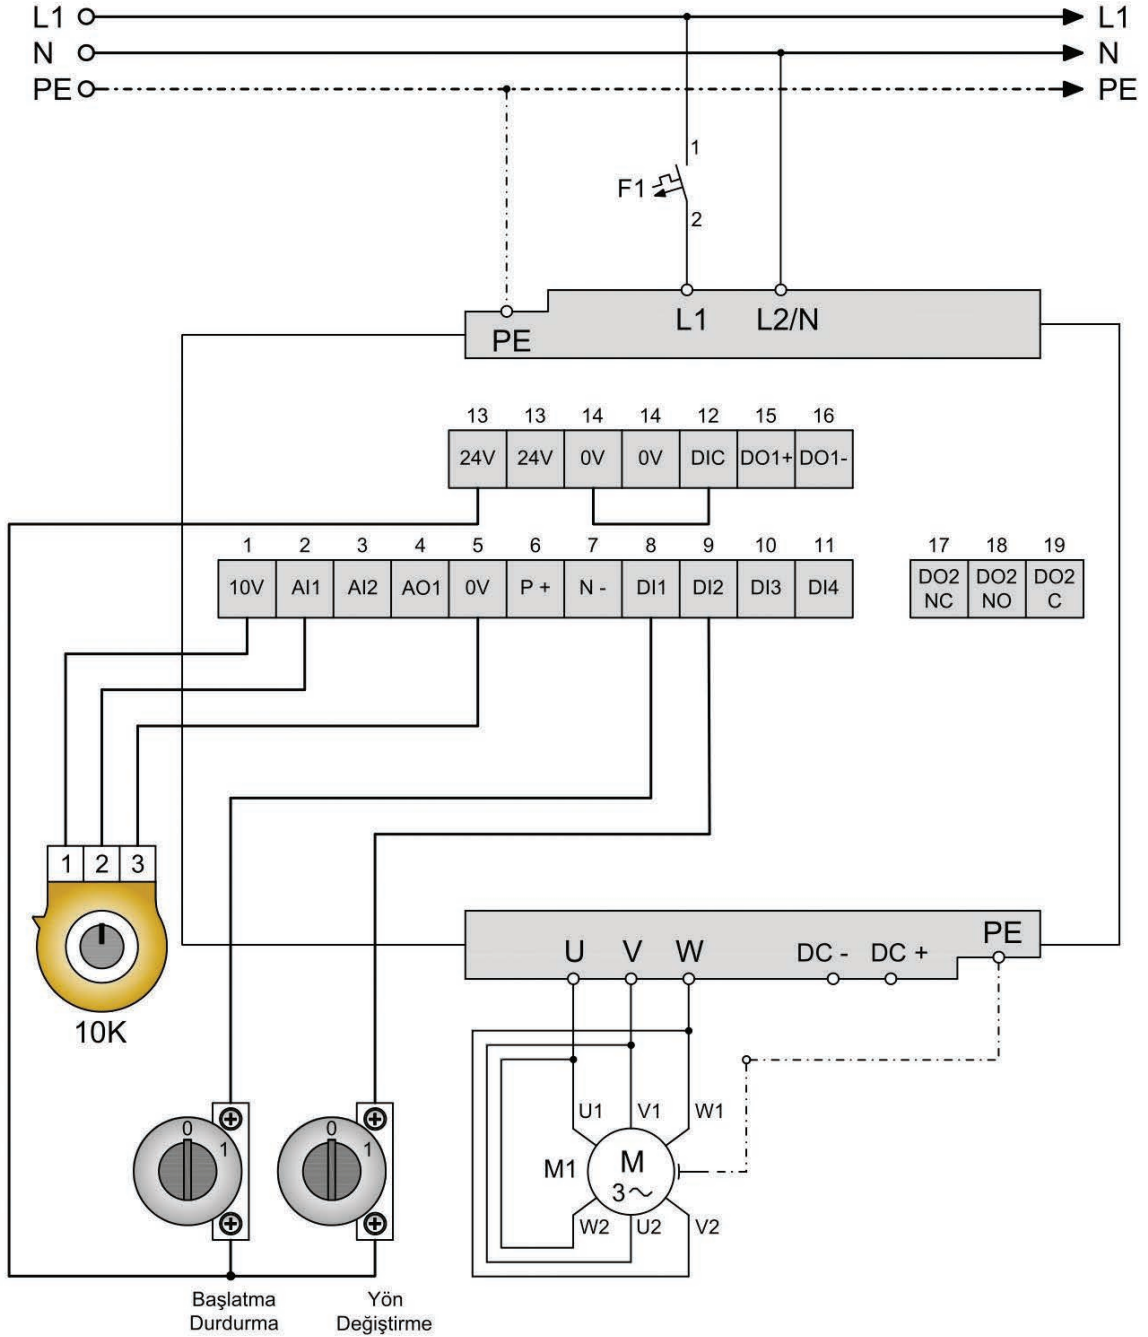 L1 L1
N N
PE PE
1
F1
2
L1 L2/N
PE
13 13 14 14 12 15 16
24V 24V 0V 0V DIC DO1+ DO1-
1 2 3 4 5 6 7 8 9 10 11 17 18 19
10V AI1 AI2 AO1 0V P + N - DI1 DI2 DI3 DI4 DO2 DO2 DO2
NC NO C
1 2 3
10K
U V W DC - DC + PE
U1 V1 W1
M1 M
3~
W2 U2 V2
0 1 0 1
Başlatma
Durdurma
Yön
Değiştirme